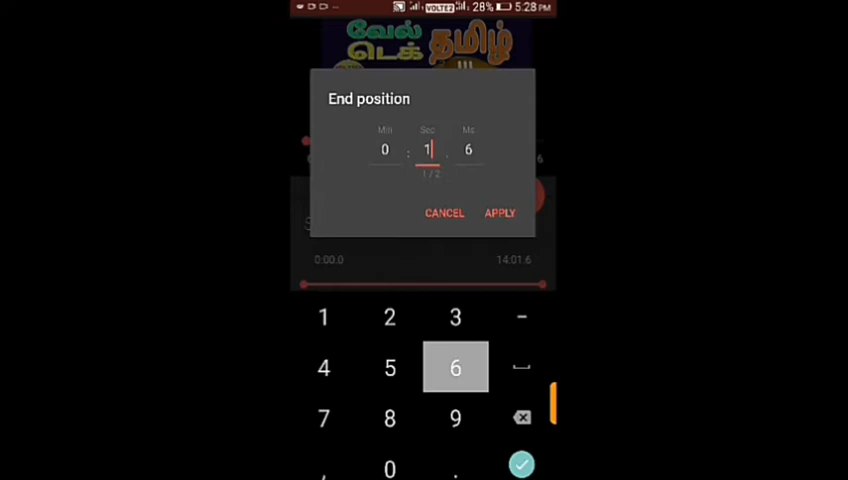 VOLTE2 28% 5:28 PM
வேல் தமிழ்
டெக்
End position
Min Sec Ms
0 : 1 . 6
1 / 2
CANCEL APPLY
0:00.0 14:01.6
1 2 3 -
4 5 6
7 8 9
, 0 .